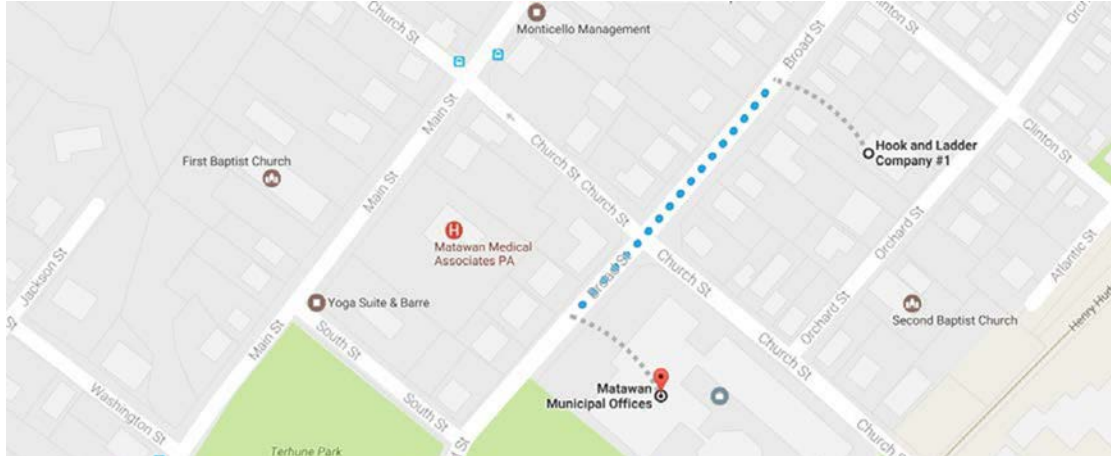 Church St
Monticello Management
Broad St
Clinton St
Main St
Church St
Church St
Hook and Ladder
Company #1
Clinton St
First Baptist Church
Main St
Matawan Medical
Associates PA
Orchard St
Atlantic St
Jackson St
Broad St
Church St
Yoga Suite & Barre
Second Baptist Church
Orchard St
Main St
South St
Church St
St
Matawan
Municipal Offices
Washington St
South St
Church
St
Terhune Park